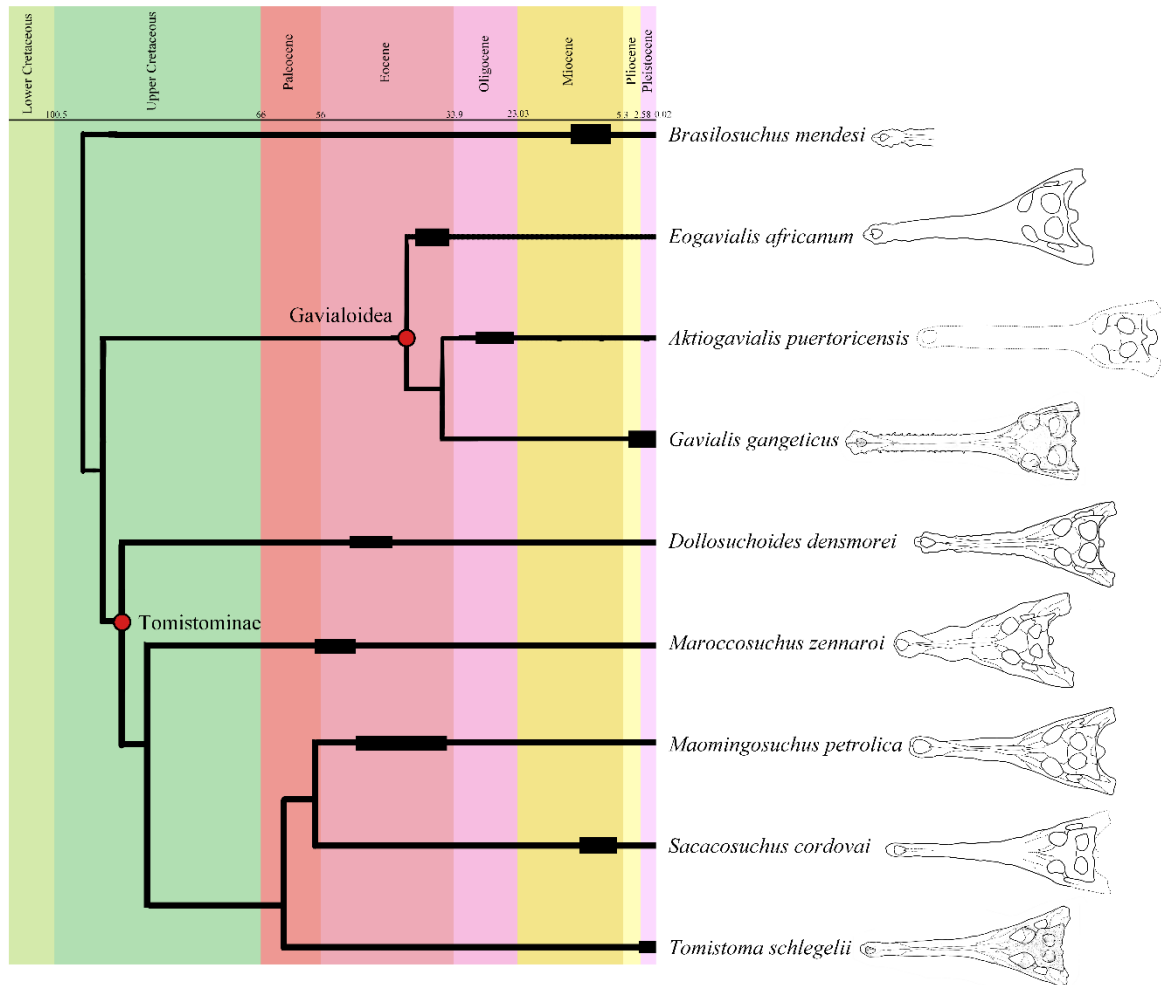 Lower Cretaceous
Upper Cretaceous
Paleocene
Eocene
Oligocene
Miocene
Pliocene
Pleistocene
100.5
66
56
33.9
23.03
5.3
2.58
0.02
Brasilosuchus mendesi
Eogavialis africanum
Gavialoidea
Aktiogavialis puertoricensis
Gavialis gangeticus
Dollosuchoides densmorei
Tomistominae
Maroccosuchus zennaroi
Maomingosuchus petrolica
Sacacosuchus cordovai
Tomistoma schlegelii